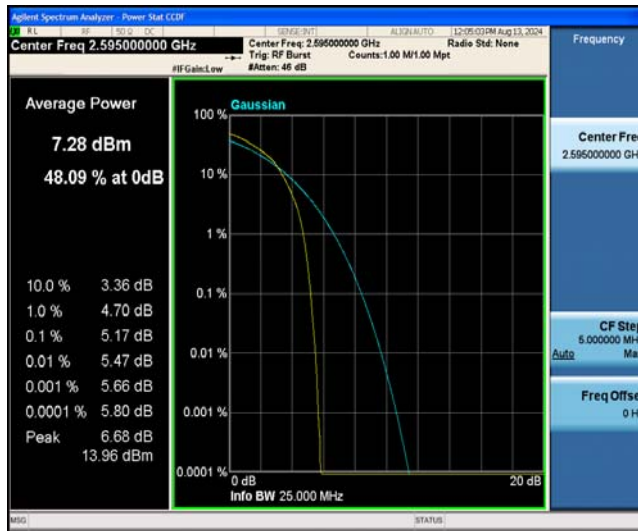 Agilent Spectrum Analyzer - Power Stat CCDF
RL RF 50 Ω DC SENSE:INT ALIGN AUTO 12:05:03 PM Aug 13, 2024
Center Freq 2.595000000 GHz
Center Freq: 2.595000000 GHz
Radio Std: None
Trig: RF Burst
Counts:1.00 M/1.00 Mpt
#IFGain:Low
#Atten: 46 dB
Frequency
Average Power
7.28 dBm
48.09 % at 0dB
10.0 % 3.36 dB
1.0 % 4.70 dB
0.1 % 5.17 dB
0.01 % 5.47 dB
0.001 % 5.66 dB
0.0001 % 5.80 dB
Peak 6.68 dB
13.96 dBm
Gaussian
100 %
10 %
1 %
0.1 %
0.01 %
0.001 %
0.0001 %
0 dB
20 dB
Info BW 25.000 MHz
Center Fre
2.595000000 GH
CF Ste
5.000000 MH
Auto Ma
Freq Offse
0 H
MSG
STATUS